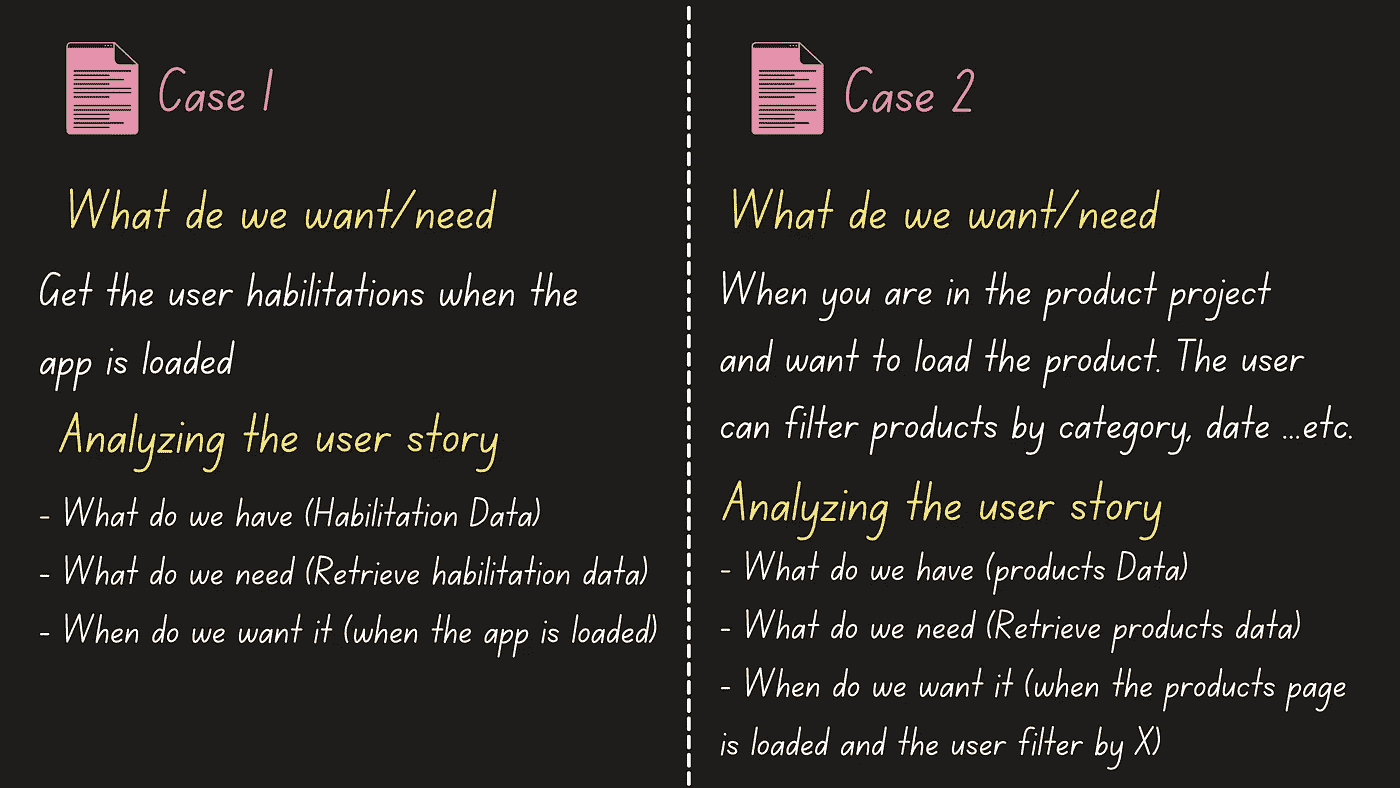 Case 1
What de we want/need
Get the user habilitations when the
app is loaded
Analyzing the user story
- What do we have (Habilitation Data)
- What do we need (Retrieve habilitation data)
- When do we want it (when the app is loaded)
Case 2
What de we want/need
When you are in the product project
and want to load the product. The user
can filter products by category, date ...etc.
Analyzing the user story
- What do we have (products Data)
- What do we need (Retrieve products data)
- When do we want it (when the products page
is loaded and the user filter by X)